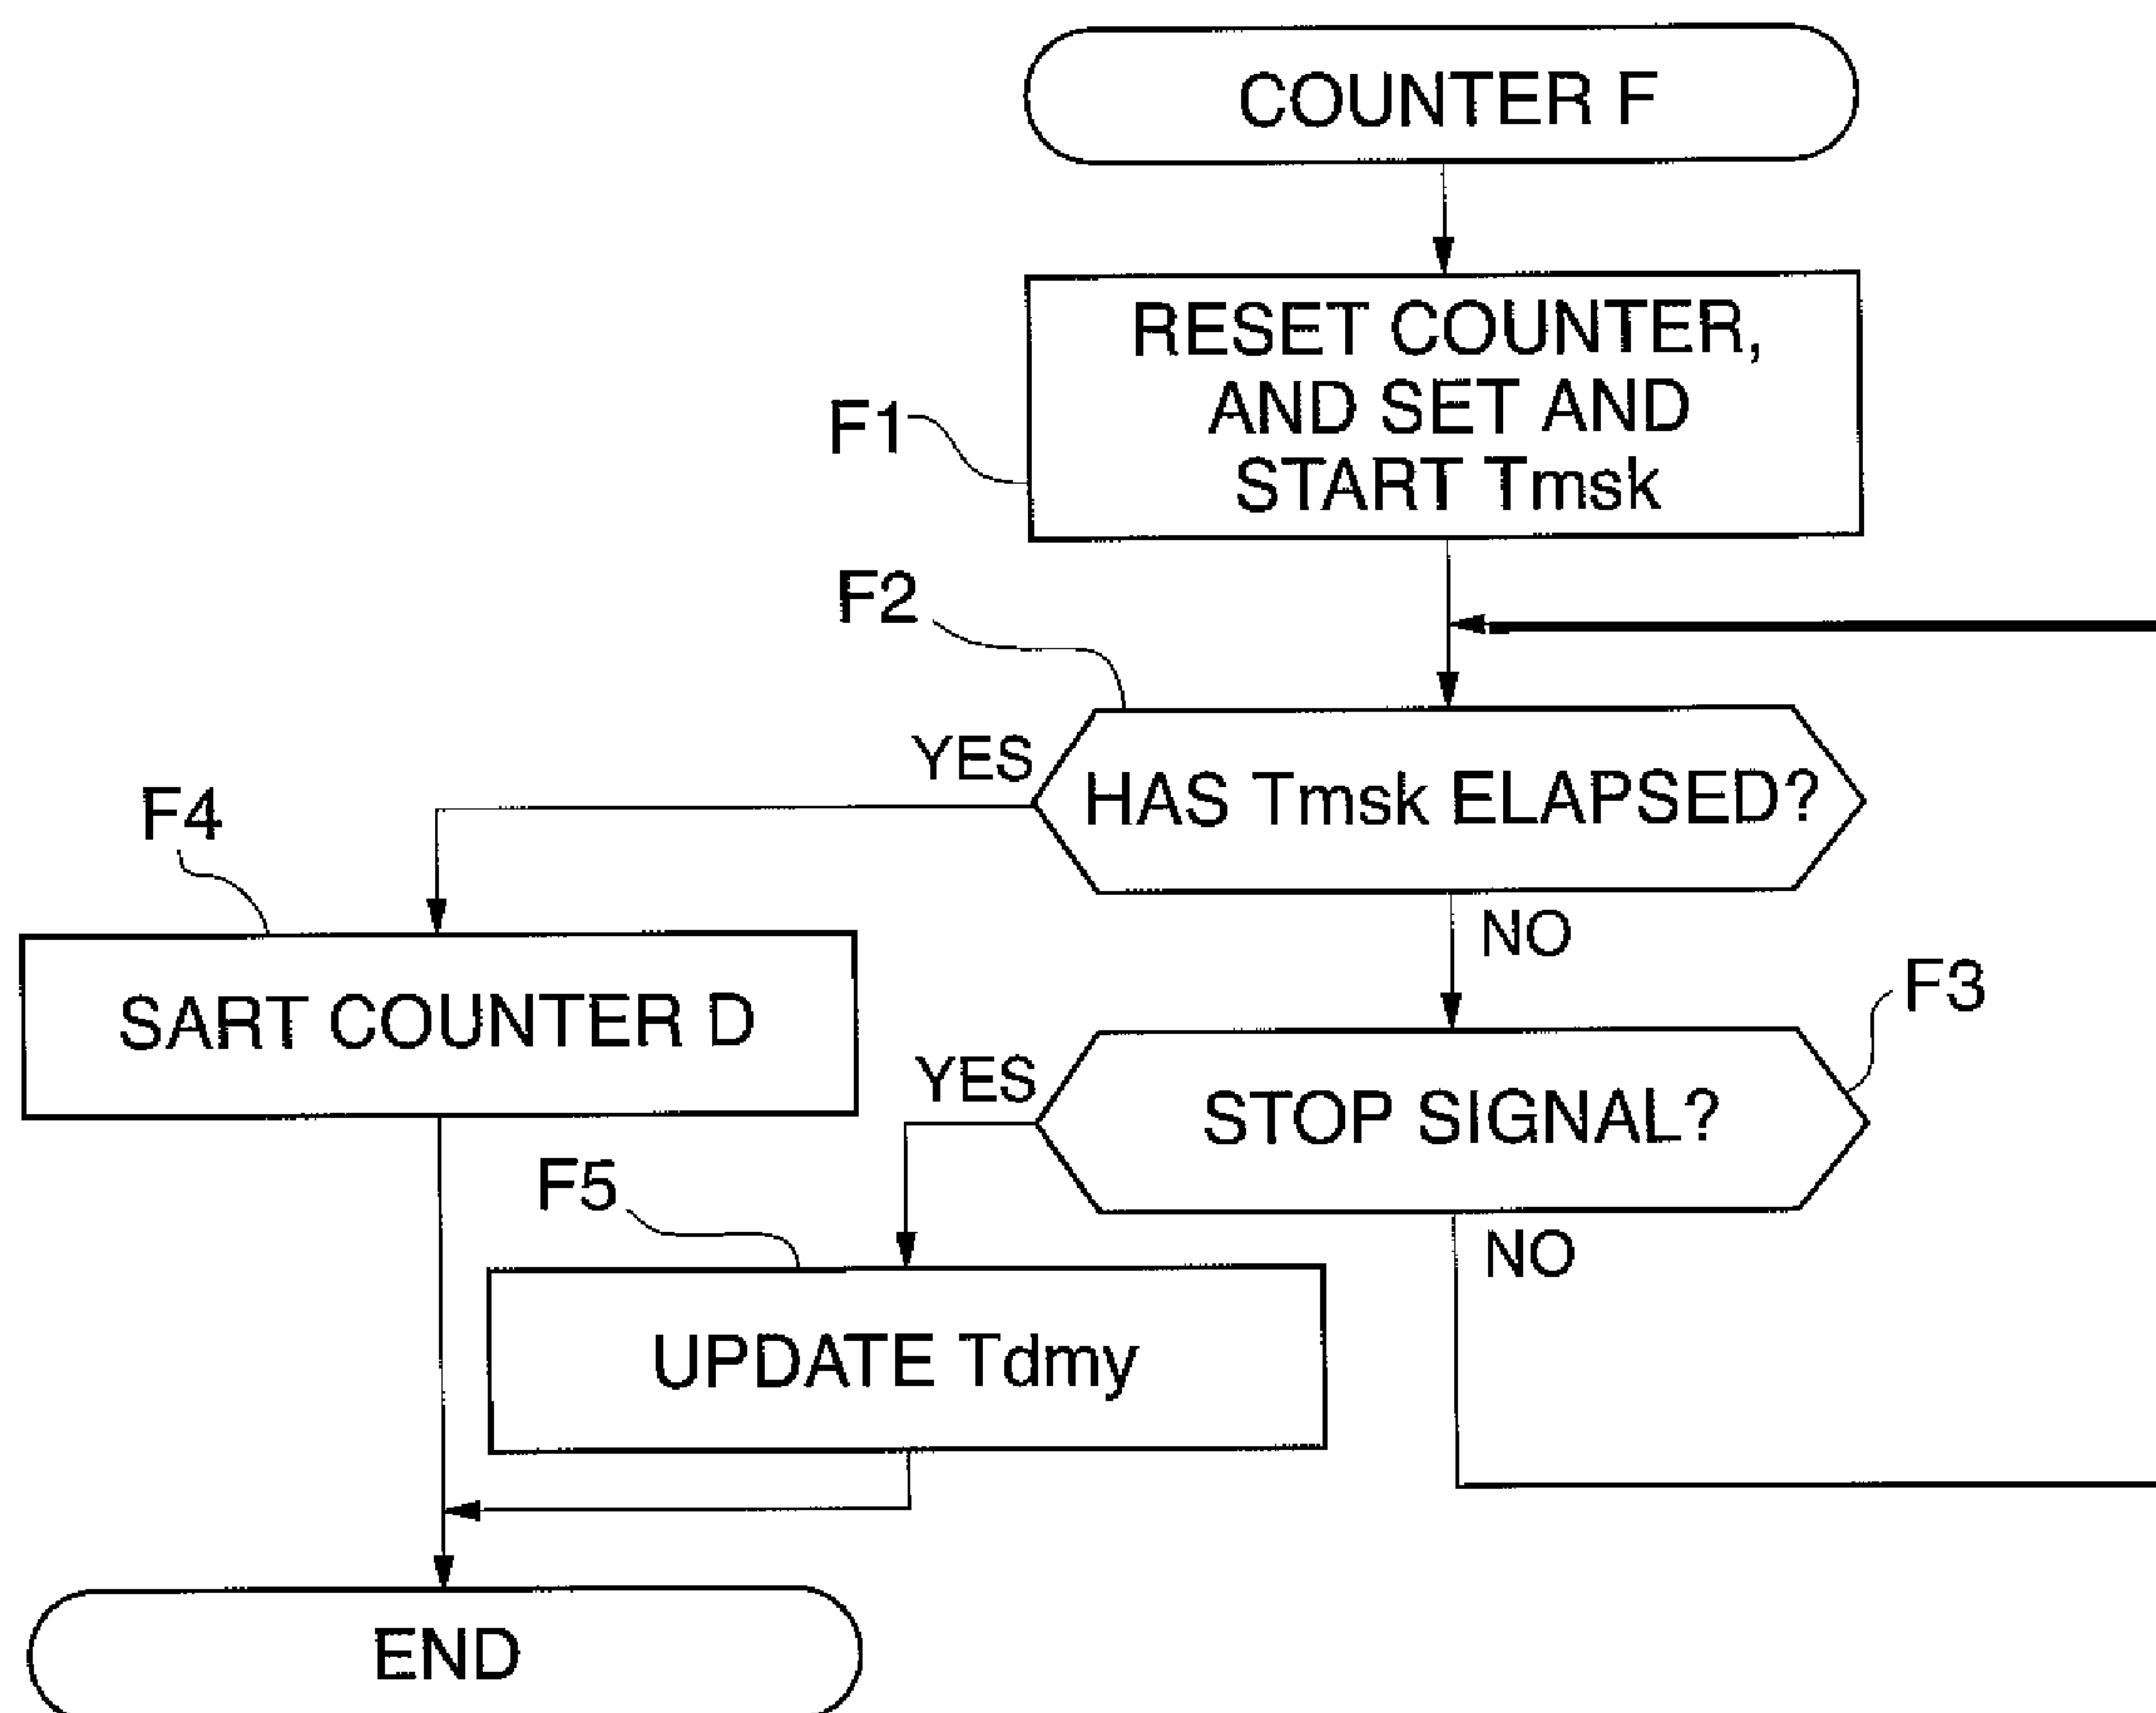 COUNTER F
RESET COUNTER,
AND SET AND
START Tmsk
F1
F2
YES
HAS Tmsk ELAPSED?
F4
NO
F3
SART COUNTER D
YES
STOP SIGNAL?
F5
NO
UPDATE Tdmy
END